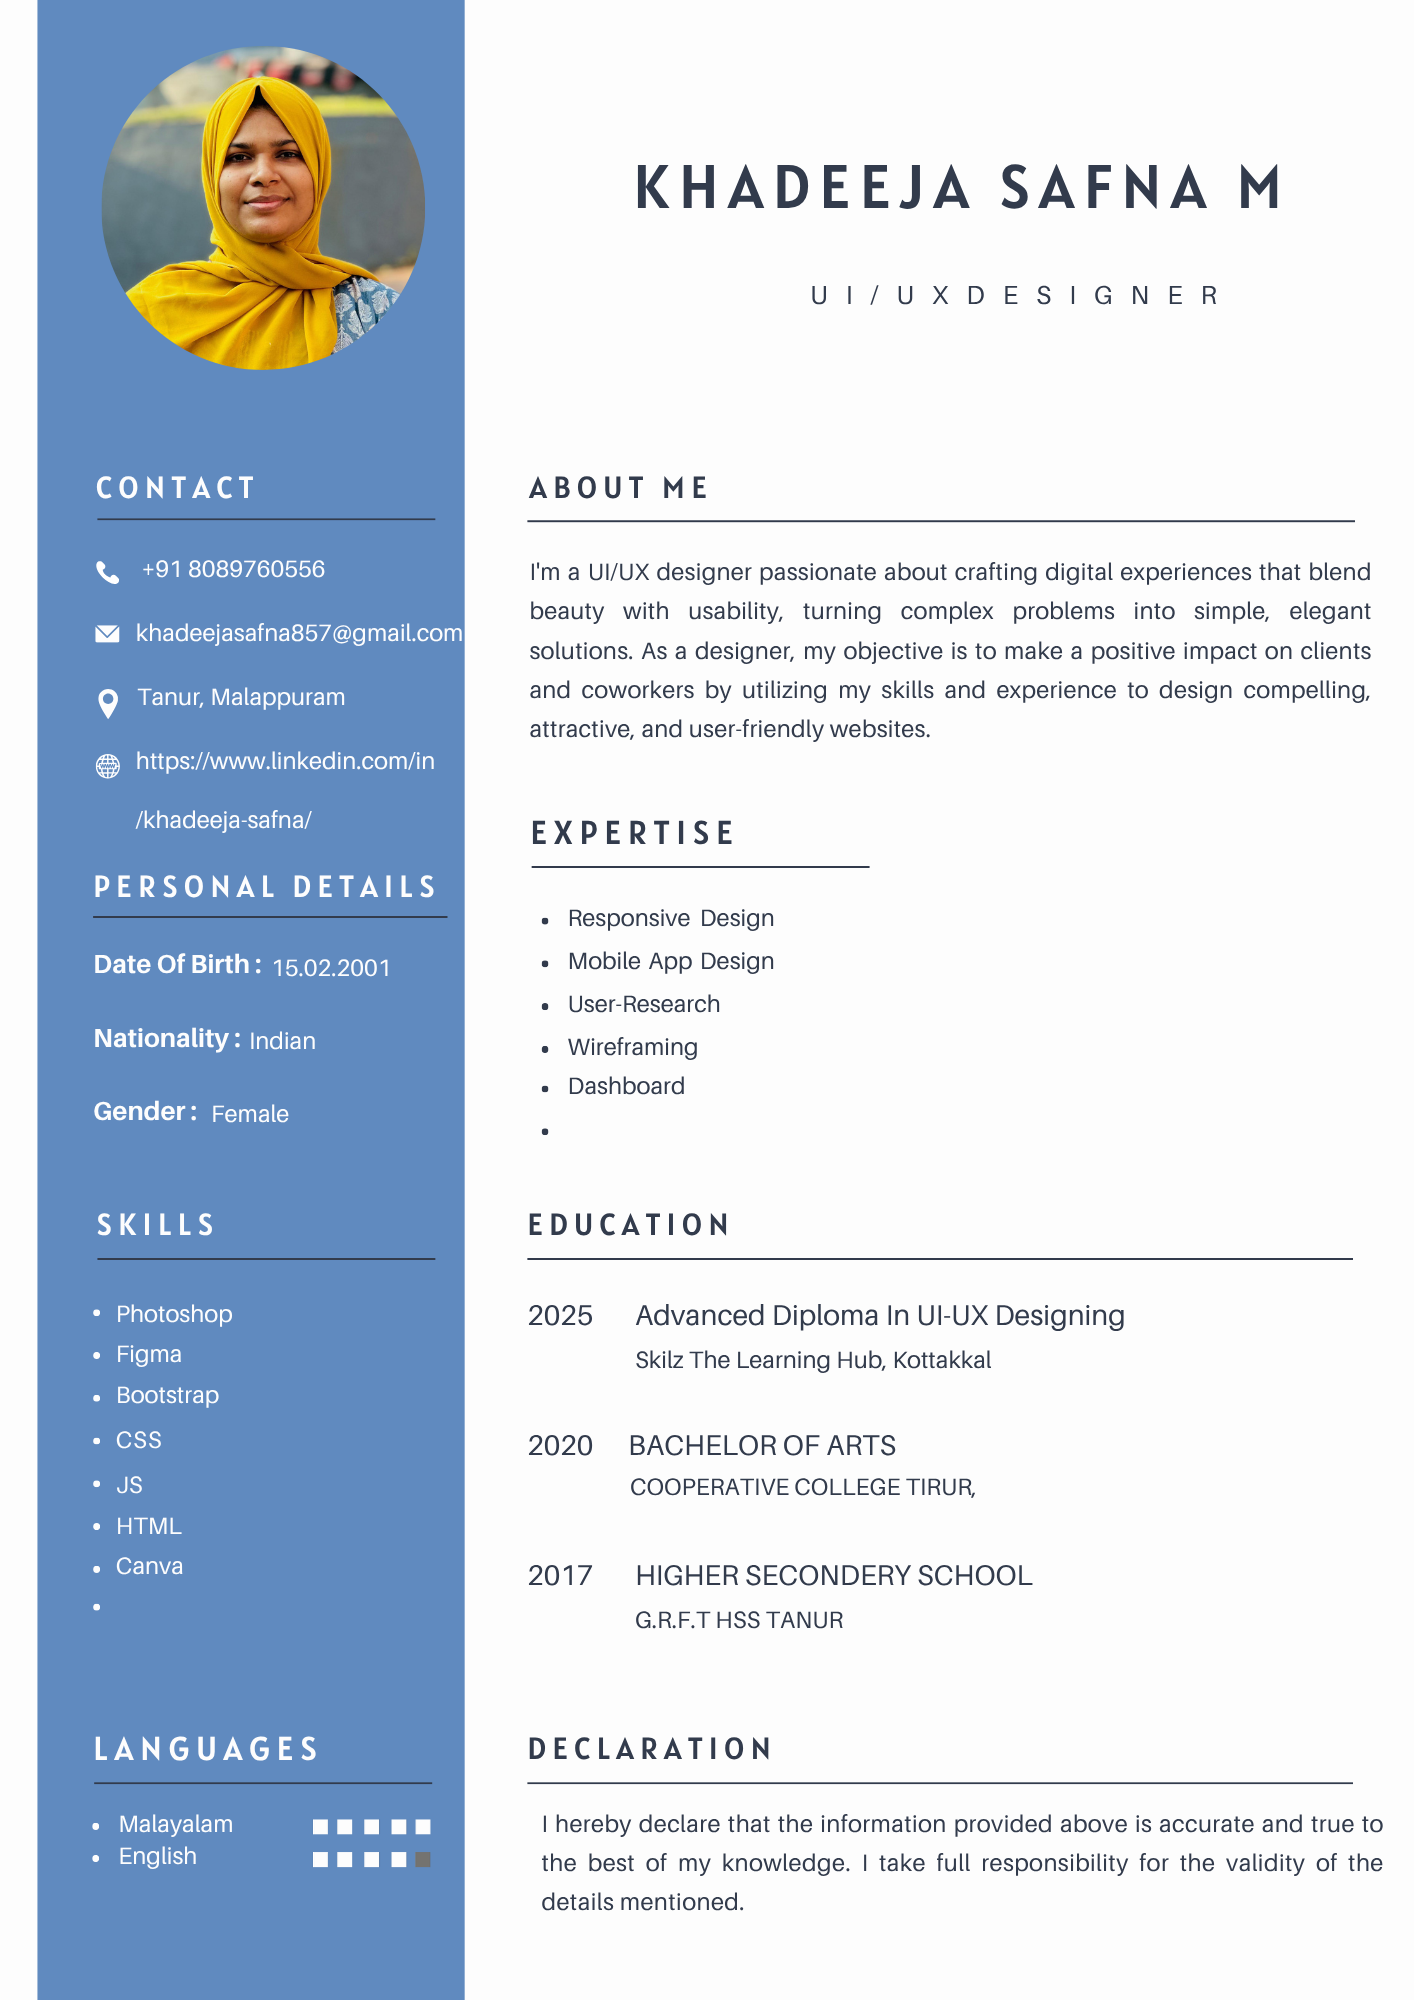 KHADEEJA SAFNA M
UI/UXDESIGNER
CONTACT
+91 8089760556
khadeejasafna857@gmail.com
Tanur, Malappuram
https://www.linkedin.com/in
/khadeeja-safna/
PERSONAL DETAILS
Date Of Birth : 15.02.2001
Nationality : Indian
Gender : Female
SKILLS
• Photoshop
• Figma
• Bootstrap
• CSS
• JS
• HTML
• Canva
•
LANGUAGES
• Malayalam
• English
ABOUT ME
I'm a UI/UX designer passionate about crafting digital experiences that blend
beauty with usability, turning complex problems into simple, elegant
solutions. As a designer, my objective is to make a positive impact on clients
and coworkers by utilizing my skills and experience to design compelling,
attractive, and user-friendly websites.
EXPERTISE
• Responsive Design
• Mobile App Design
• User-Research
• Wireframing
• Dashboard
•
EDUCATION
2025 Advanced Diploma In UI-UX Designing
Skilz The Learning Hub, Kottakkal
2020 BACHELOR OF ARTS
COOPERATIVE COLLEGE TIRUR,
2017 HIGHER SECONDERY SCHOOL
G.R.F.T HSS TANUR
DECLARATION
I hereby declare that the information provided above is accurate and true to
the best of my knowledge. I take full responsibility for the validity of the
details mentioned.